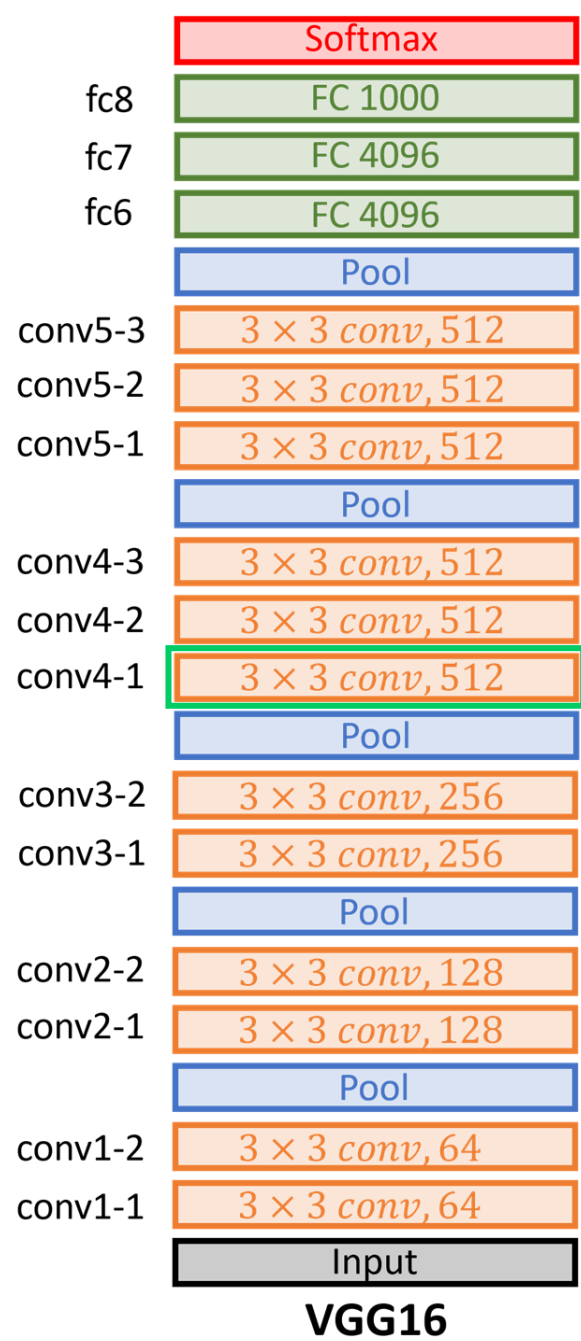 Softmax
fc8 FC 1000
fc7 FC 4096
fc6 FC 4096
Pool
conv5-3 3 × 3 conv, 512
conv5-2 3 × 3 conv, 512
conv5-1 3 × 3 conv, 512
Pool
conv4-3 3 × 3 conv, 512
conv4-2 3 × 3 conv, 512
conv4-1 3 × 3 conv, 512
Pool
conv3-2 3 × 3 conv, 256
conv3-1 3 × 3 conv, 256
Pool
conv2-2 3 × 3 conv, 128
conv2-1 3 × 3 conv, 128
Pool
conv1-2 3 × 3 conv, 64
conv1-1 3 × 3 conv, 64
Input
VGG16